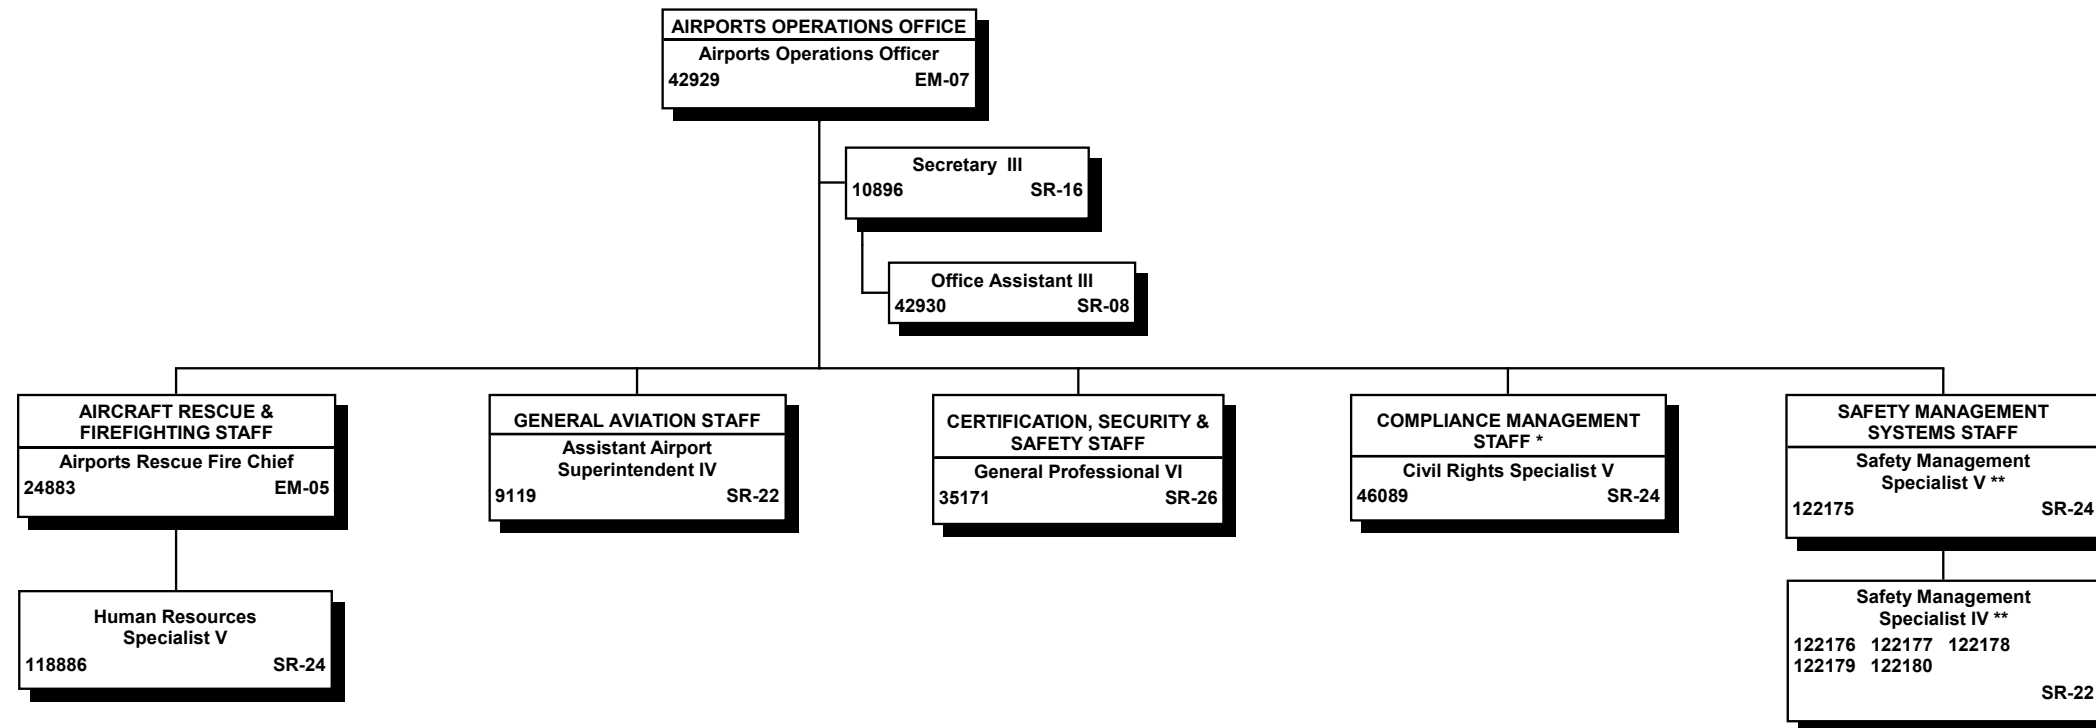 AIRPORTS OPERATIONS OFFICE
Airports Operations Officer
42929 EM-07
Secretary III
10896 SR-16
Office Assistant III
42930 SR-08
AIRCRAFT RESCUE &
FIREFIGHTING STAFF
Airports Rescue Fire Chief
24883 EM-05
Human Resources
Specialist V
118886 SR-24
GENERAL AVIATION STAFF
Assistant Airport
Superintendent IV
9119 SR-22
CERTIFICATION, SECURITY &
SAFETY STAFF
General Professional VI
35171 SR-26
COMPLIANCE MANAGEMENT
STAFF *
Civil Rights Specialist V
46089 SR-24
SAFETY MANAGEMENT
SYSTEMS STAFF
Safety Management
Specialist V **
122175 SR-24
Safety Management
Specialist IV **
122176 122177 122178
122179 122180
SR-22